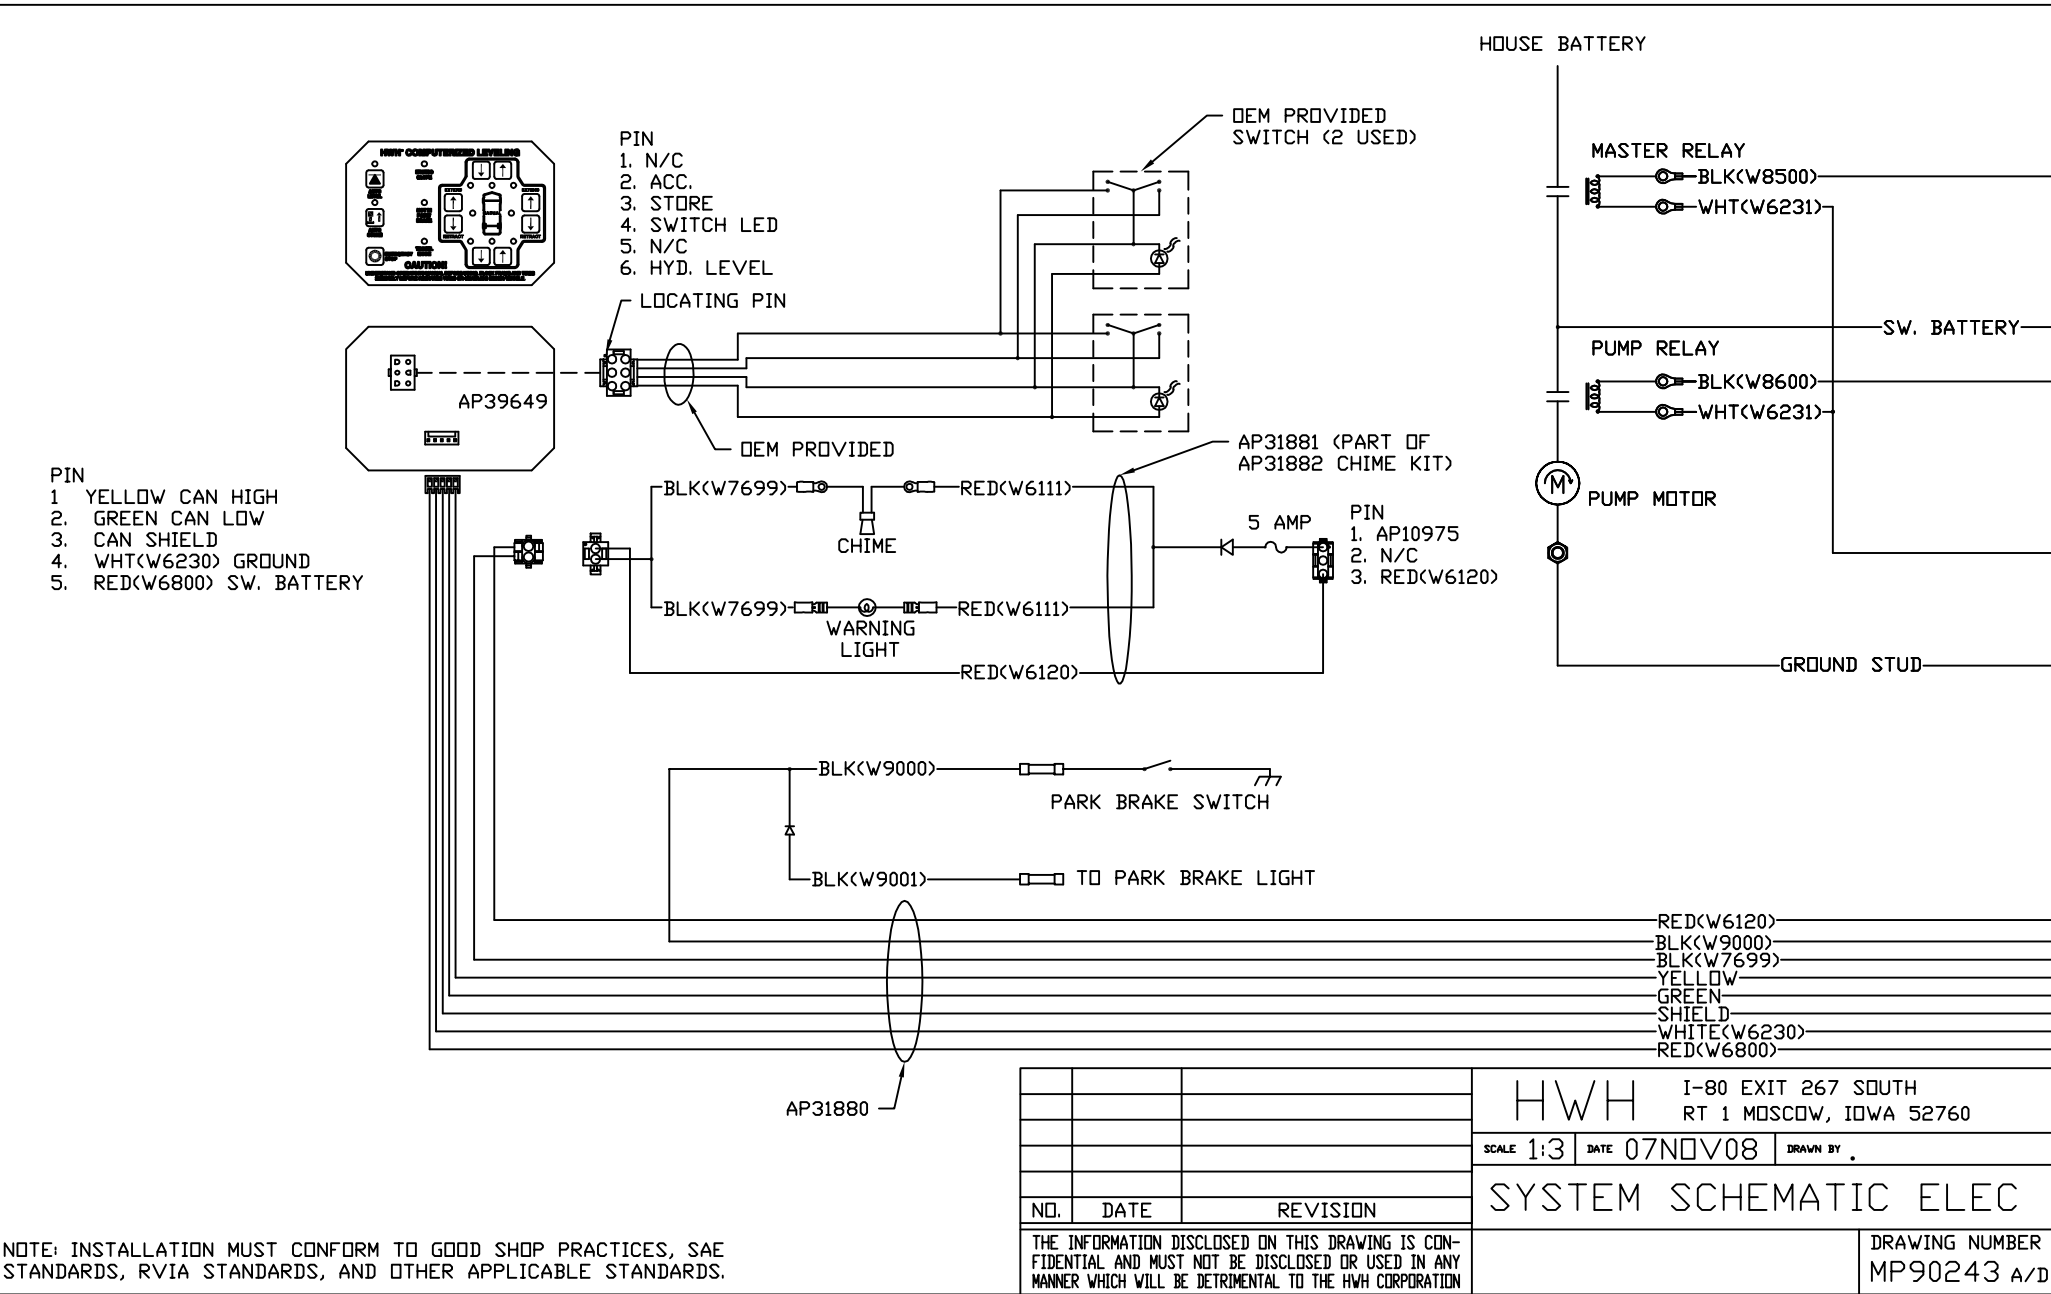 HOUSE BATTERY
OEM PROVIDED
SWITCH (2 USED)
PIN
1. N/C
2. ACC.
3. STORE
4. SWITCH LED
5. N/C
6. HYD. LEVEL
LOCATING PIN
HWH COMPUTERIZED LEVELING
CAUTION!
MASTER RELAY
BLK(W8500)
WHT(W6231)
SW. BATTERY
PUMP RELAY
BLK(W8600)
WHT(W6231)
M
PUMP MOTOR
GROUND STUD
AP39649
OEM PROVIDED
PIN
1 YELLOW CAN HIGH
2. GREEN CAN LOW
3. CAN SHIELD
4. WHT(W6230) GROUND
5. RED(W6800) SW. BATTERY
AP31881 (PART OF
AP31882 CHIME KIT)
BLK(W7699)
RED(W6111)
CHIME
5 AMP
PIN
1. AP10975
2. N/C
3. RED(W6120)
BLK(W7699)
RED(W6111)
WARNING
LIGHT
RED(W6120)
BLK(W9000)
PARK BRAKE SWITCH
BLK(W9001)
TO PARK BRAKE LIGHT
RED(W6120)
BLK(W9000)
BLK(W7699)
YELLOW
GREEN
SHIELD
WHITE(W6230)
RED(W6800)
AP31880
HWH
I-80 EXIT 267 SOUTH
RT 1 MOSCOW, IOWA 52760
SCALE 1:3 DATE 07NOV08 DRAWN BY .
SYSTEM SCHEMATIC ELEC
NO. DATE REVISION
THE INFORMATION DISCLOSED ON THIS DRAWING IS CON-
FIDENTIAL AND MUST NOT BE DISCLOSED OR USED IN ANY
MANNER WHICH WILL BE DETRIMENTAL TO THE HWH CORPORATION
DRAWING NUMBER
MP90243 A/D
NOTE: INSTALLATION MUST CONFORM TO GOOD SHOP PRACTICES, SAE
STANDARDS, RVIA STANDARDS, AND OTHER APPLICABLE STANDARDS.